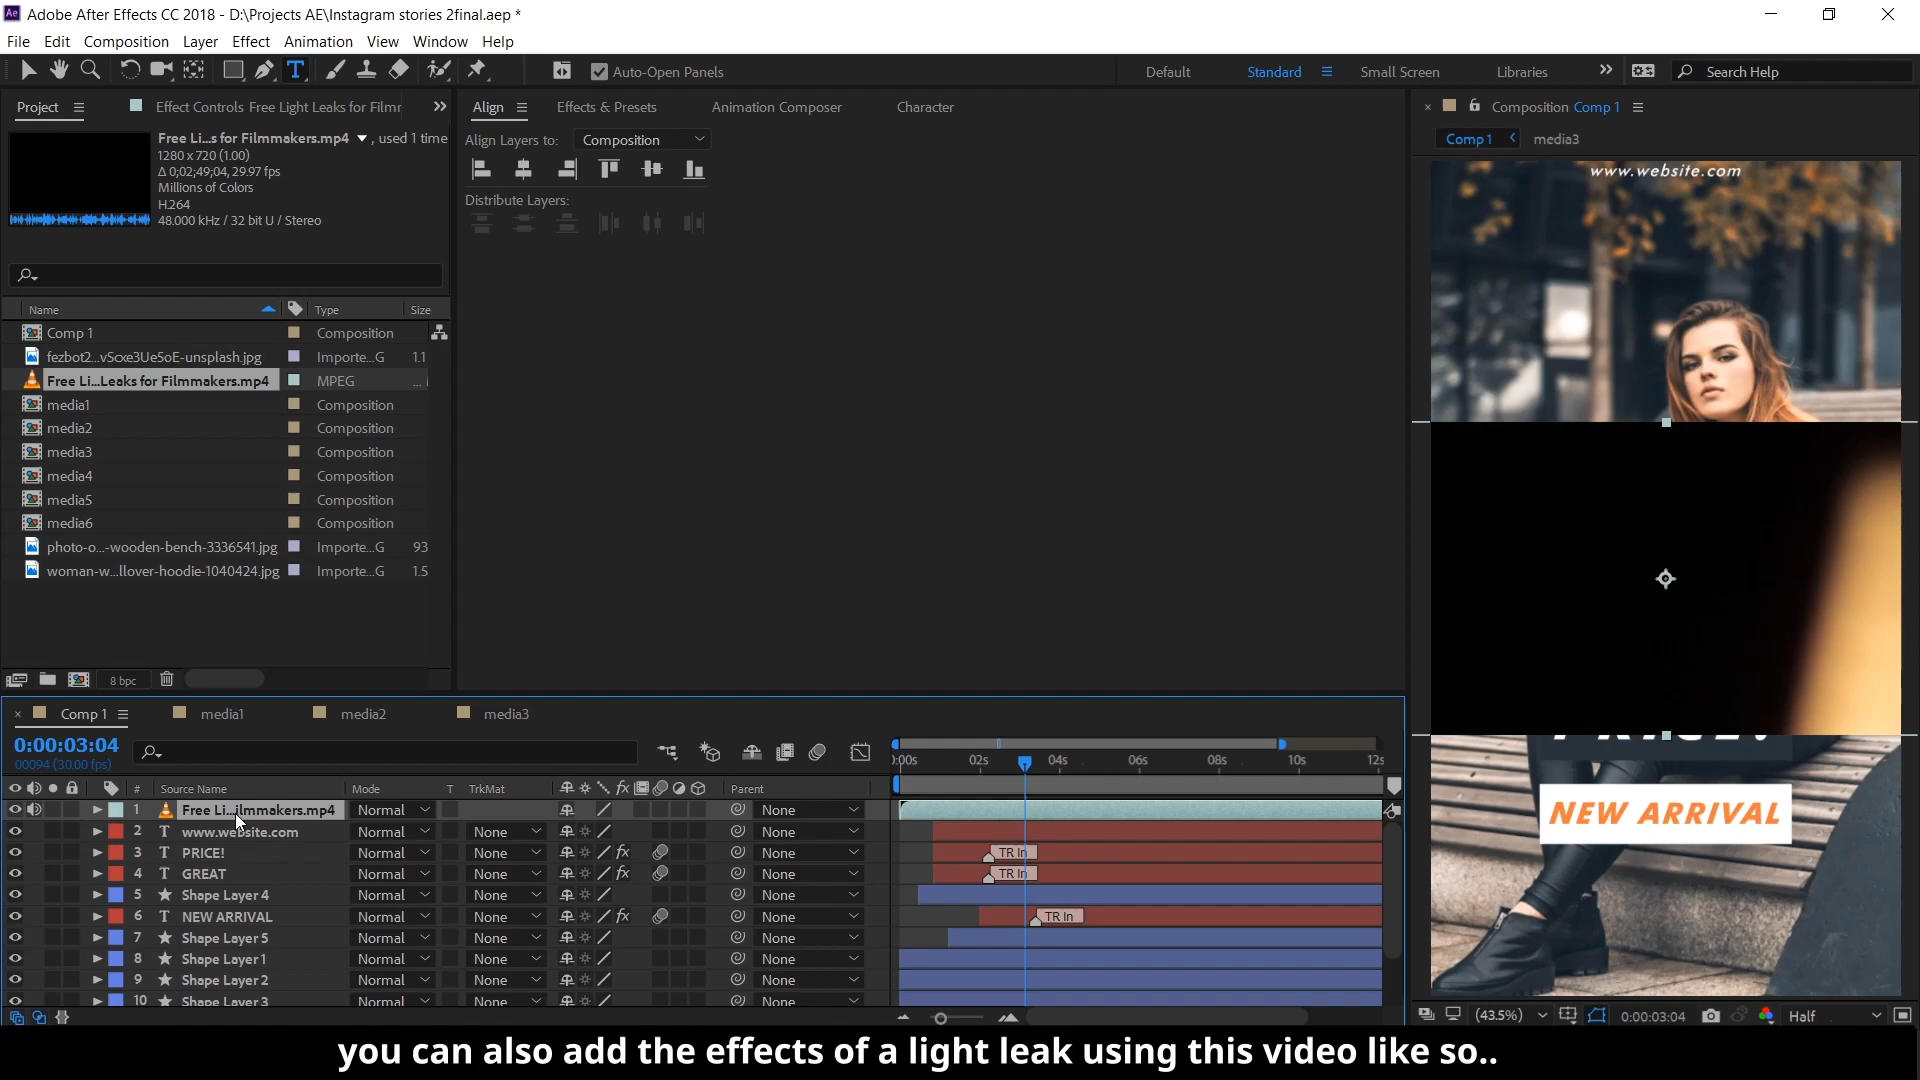 Adobe After Effects CC 2018 - D:\Projects AE\Instagram stories 2final.aep *
File Edit Composition Layer Effect Animation View Window Help
Auto-Open Panels
Default Standard Small Screen Libraries
Search Help
Project
Effect Controls Free Light Leaks for Filmr
Free Li...s for Filmmakers.mp4 , used 1 time
1280 x 720 (1.00)
Δ 0;02;49;04, 29.97 fps
Millions of Colors
H.264
48.000 kHz / 32 bit U / Stereo
Name Type Size
Comp 1 Composition
fezbot2...vScxe3Ue5oE-unsplash.jpg Importe...G 1.1
Free Li...Leaks for Filmmakers.mp4 MPEG ...
media1 Composition
media2 Composition
media3 Composition
media4 Composition
media5 Composition
media6 Composition
photo-o...-wooden-bench-3336541.jpg Importe...G 93
woman-w...llover-hoodie-1040424.jpg Importe...G 1.5
8 bpc
Align Effects & Presets Animation Composer Character
Align Layers to: Composition
Distribute Layers:
Composition Comp 1
Comp 1 media3
www.website.com
PRICE!
NEW ARRIVAL
(43.5%) 0:00:03:04 Half
Comp 1 media1 media2 media3
0:00:03:04
00094 (30.00 fps)
):00s 02s 04s 06s 08s 10s 12s
# Source Name Mode T TrkMat Parent
1 Free Li...ilmmakers.mp4 Normal None
2 www.website.com Normal None None
3 PRICE! Normal None fx None TR In
4 GREAT Normal None fx None TR In
5 Shape Layer 4 Normal None None
6 NEW ARRIVAL Normal None fx None TR In
7 Shape Layer 5 Normal None None
8 Shape Layer 1 Normal None None
9 Shape Layer 2 Normal None None
10 Shape Layer 3 Normal None None
you can also add the effects of a light leak using this video like so..